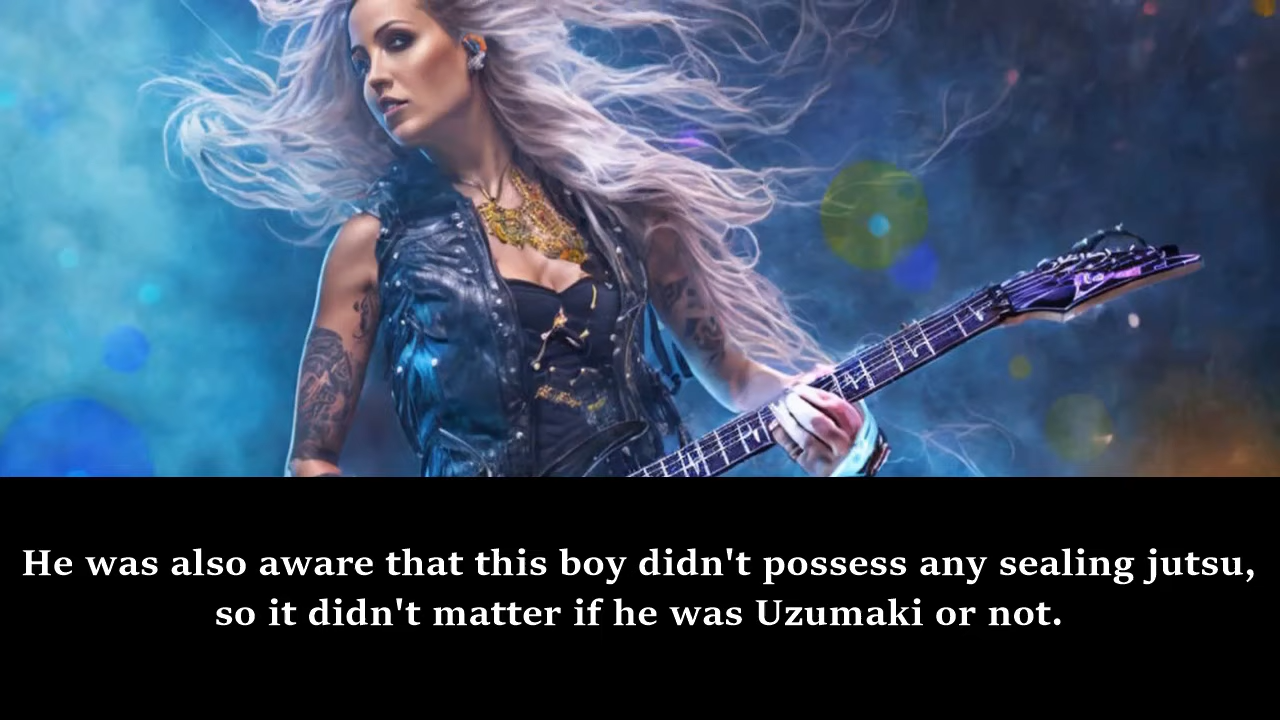 He was also aware that this boy didn't possess any sealing jutsu,
so it didn't matter if he was Uzumaki or not.